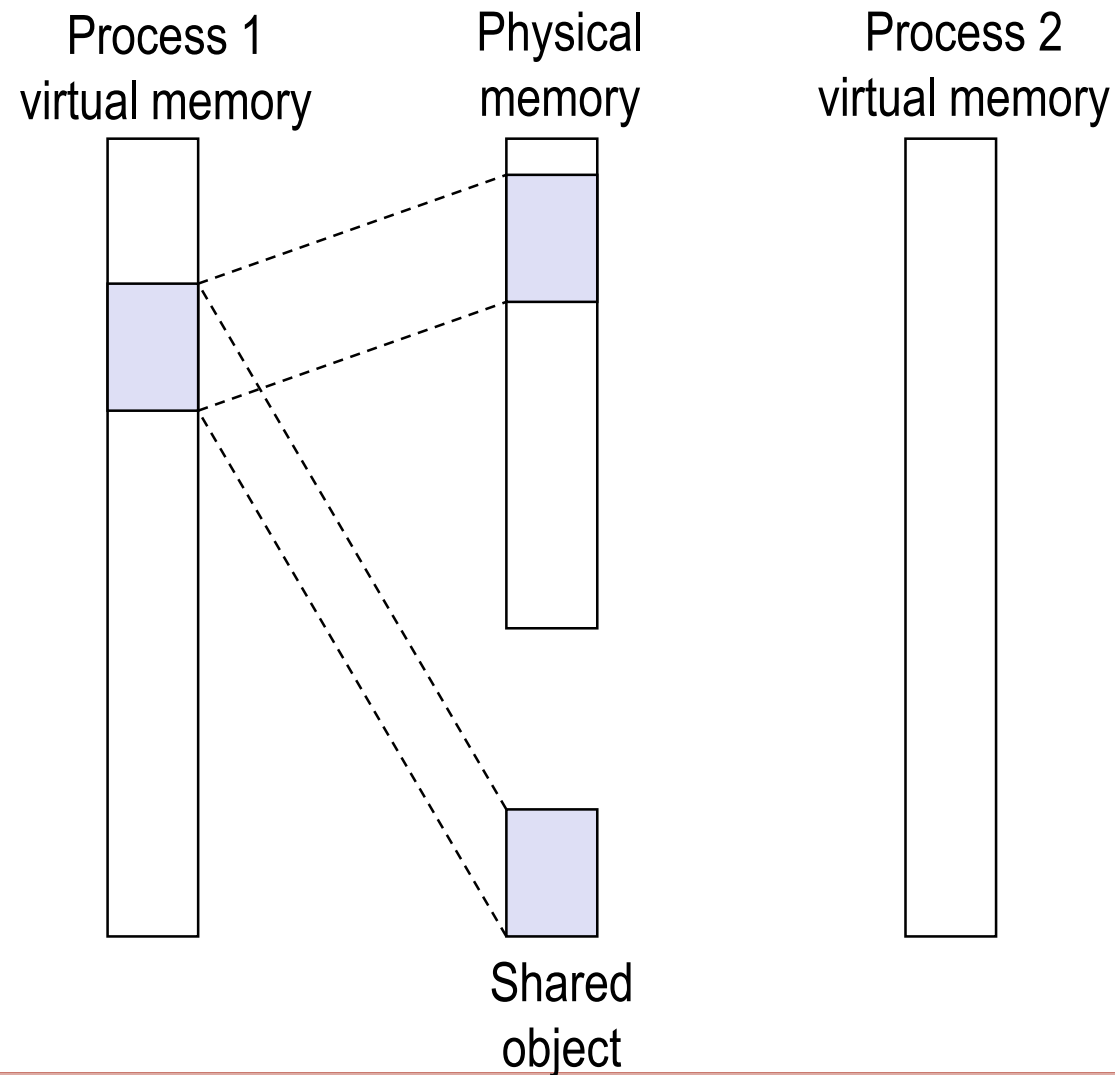 Process 1
virtual memory
Physical
memory
Process 2
virtual memory
Shared
object